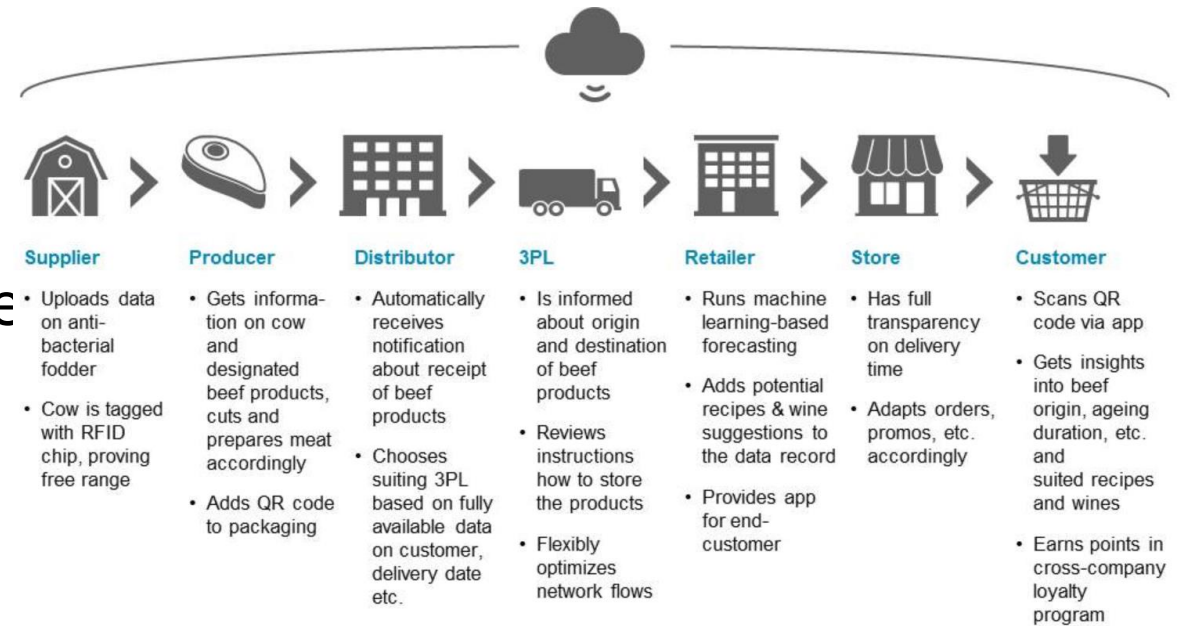 Supplier
• Uploads data
on anti-
bacterial
fodder
• Cow is tagged
with RFID
chip, proving
free range
Producer
• Gets informa-
tion on cow
and
designated
beef products,
cuts and
prepares meat
accordingly
• Adds QR code
to packaging
Distributor
• Automatically
receives
notification
about receipt
of beef
products
• Chooses
suiting 3PL
based on fully
available data
on customer,
delivery date
etc.
3PL
• Is informed
about origin
and destination
of beef
products
• Reviews
instructions
how to store
the products
• Flexibly
optimizes
network flows
Retailer
• Runs machine
learning-based
forecasting
• Adds potential
recipes & wine
suggestions to
the data record
• Provides app
for end-
customer
Store
• Has full
transparency
on delivery
time
• Adapts orders,
promos, etc.
accordingly
Customer
• Scans QR
code via app
• Gets insights
into beef
origin, ageing
duration, etc.
and
suited recipes
and wines
• Earns points in
cross-company
loyalty
program